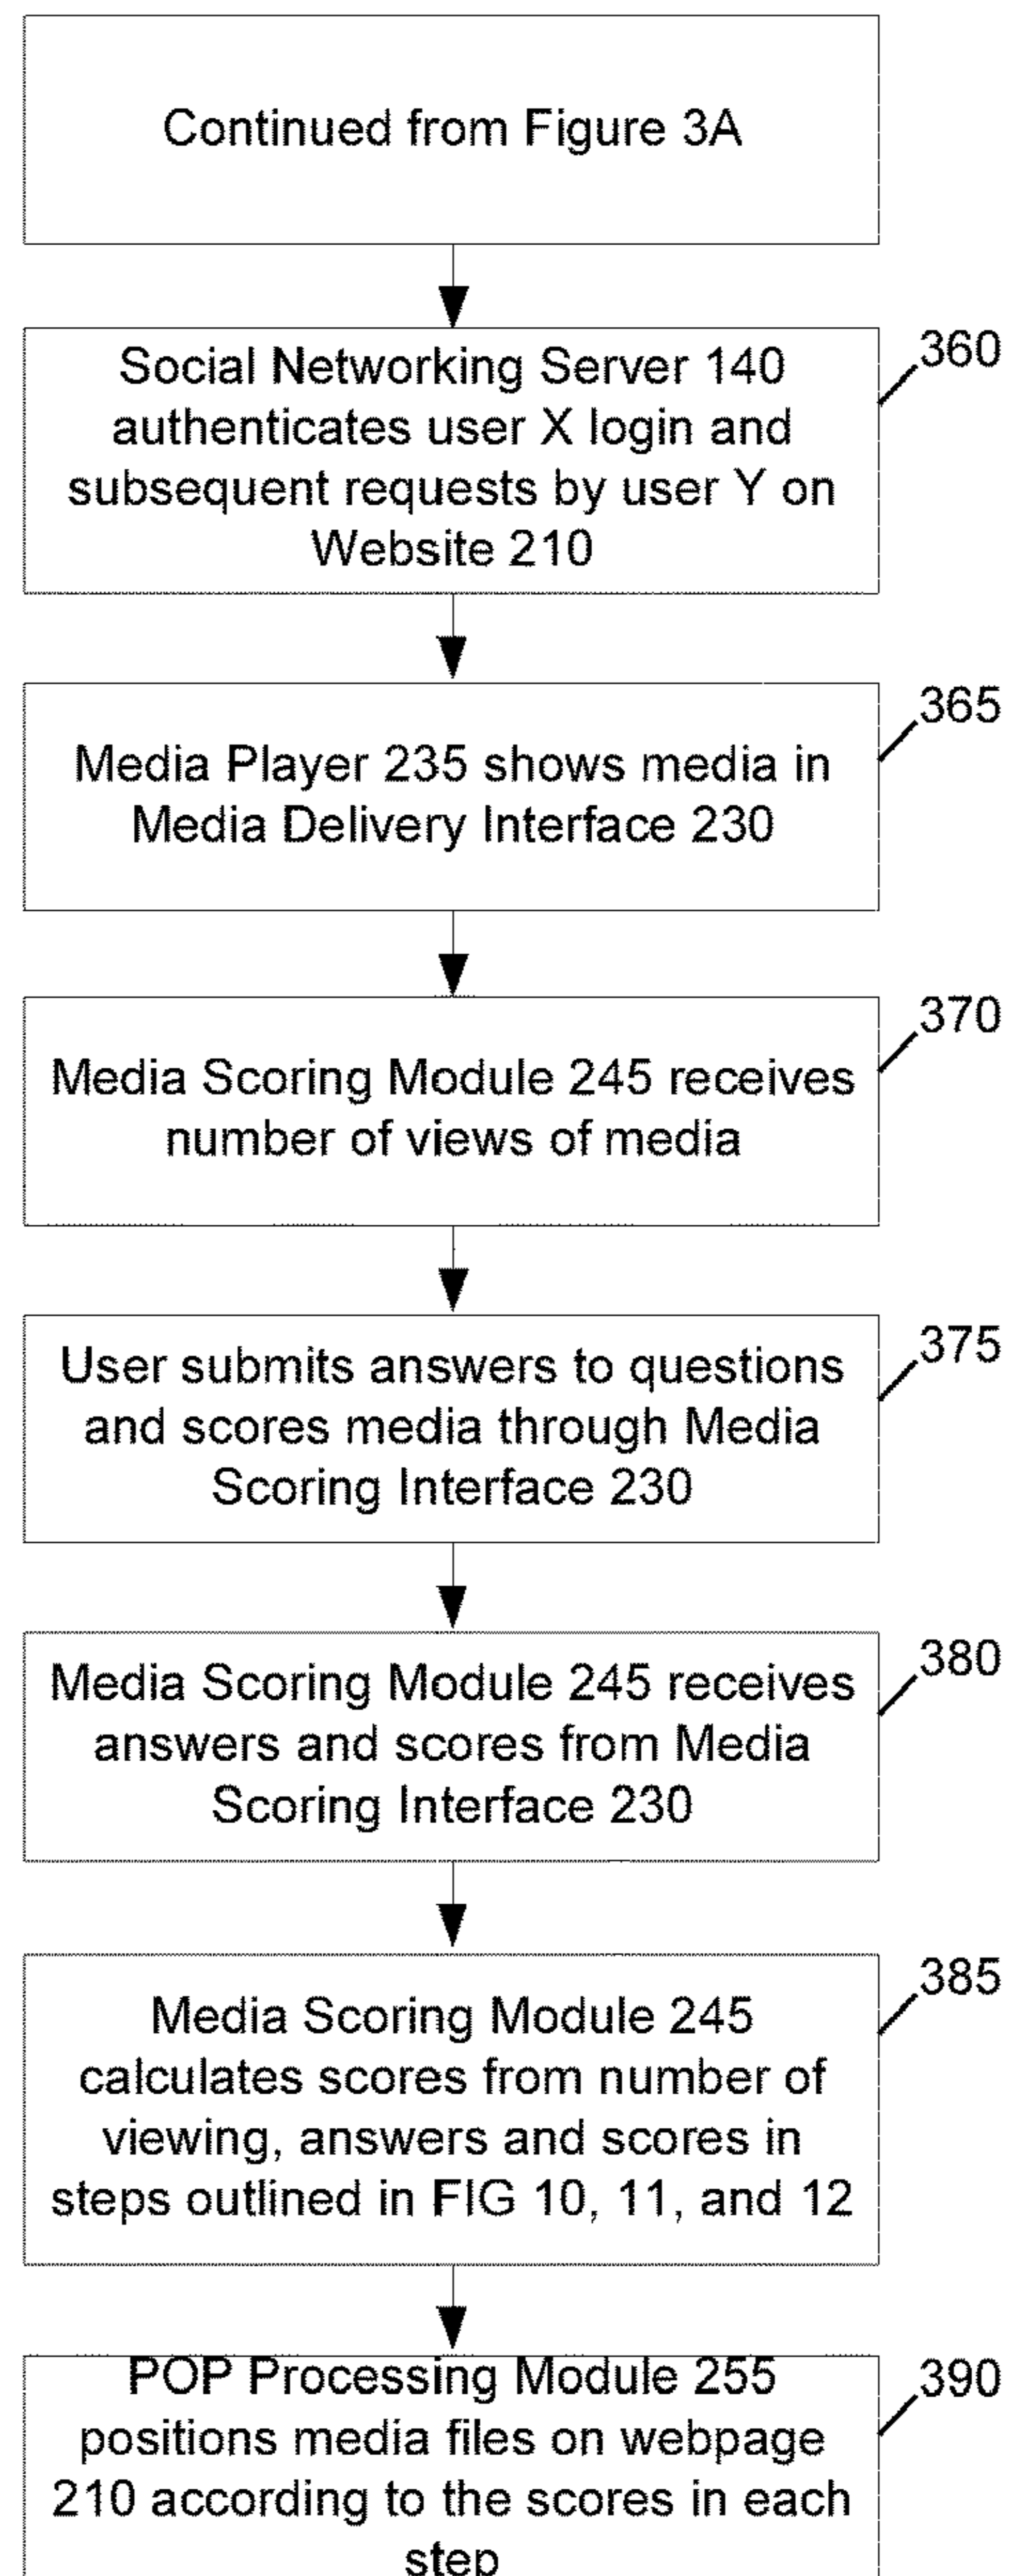 Continued from Figure 3A
360
Social Networking Server 140
authenticates user X login and
subsequent requests by user Y on
Website 210
365
Media Player 235 shows media in
Media Delivery Interface 230
370
Media Scoring Module 245 receives
number of views of media
375
User submits answers to questions
and scores media through Media
Scoring Interface 230
380
Media Scoring Module 245 receives
answers and scores from Media
Scoring Interface 230
385
Media Scoring Module 245
calculates scores from number of
viewing, answers and scores in
steps outlined in FIG 10, 11, and 12
390
POP Processing Module 255
positions media files on webpage
210 according to the scores in each
step